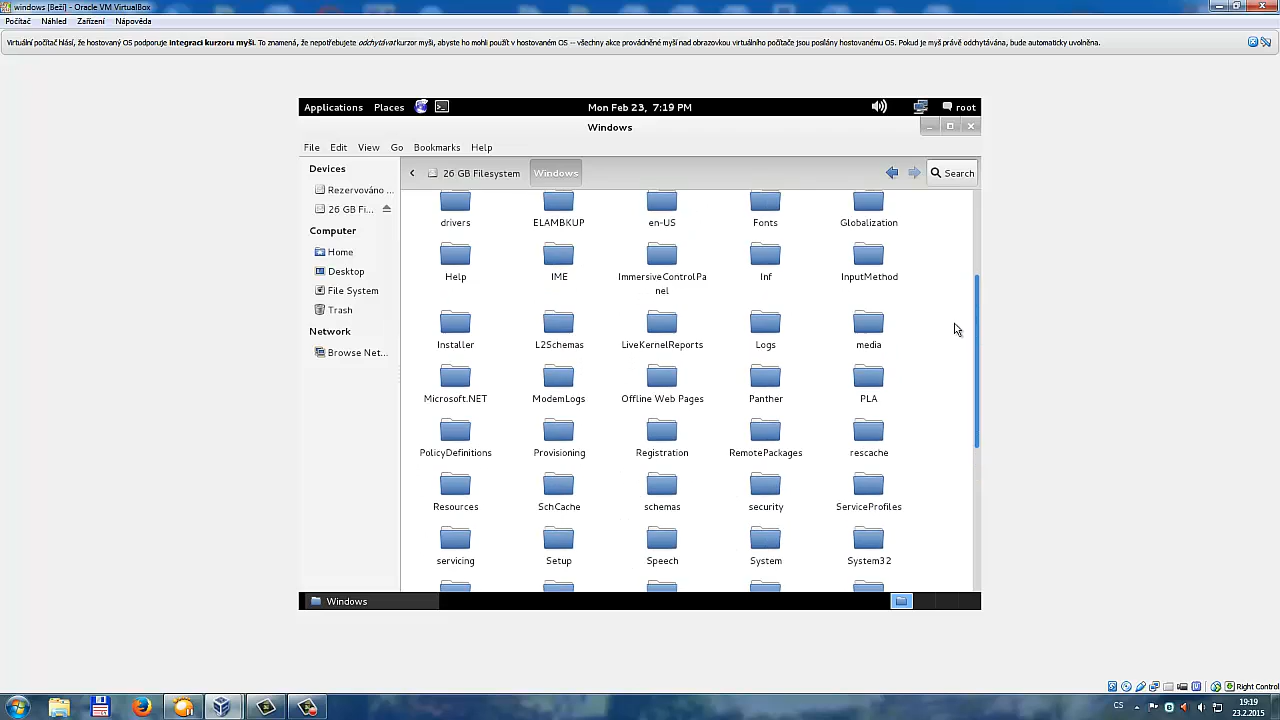 windows [Beží] - Oracle VM VirtualBox
Počítač Náhled Zařízení Nápověda
Virtuální počítač hlásí, že hostovaný OS podporuje integraci kurzoru myši. To znamená, že nepotřebujete odchytávat kurzor myši, abyste ho mohli použít v hostovaném OS -- všechny akce prováděné myší nad obrazovkou virtuálního počítače jsou posílány hostovanému OS. Pokud je myš právě odchytávána, bude automaticky uvolněna.
Applications Places Mon Feb 23, 7:19 PM root
Windows
File Edit View Go Bookmarks Help
Devices
26 GB Filesystem Windows Search
Rezervováno ...
26 GB Fi...
Computer
Home
Desktop
File System
Trash
Network
Browse Net...
drivers ELAMBKUP en-US Fonts Globalization
Help IME ImmersiveControlPa
nel Inf InputMethod
Installer L2Schemas LiveKernelReports Logs media
Microsoft.NET ModemLogs Offline Web Pages Panther PLA
PolicyDefinitions Provisioning Registration RemotePackages rescache
Resources SchCache schemas security ServiceProfiles
servicing Setup Speech System System32
Windows
Right Control
CS 19:19
23.2.2015